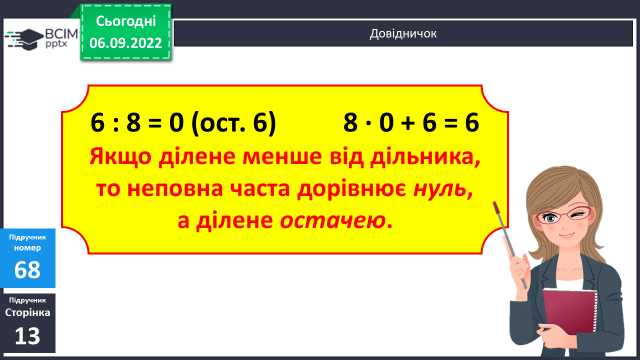 ВСІМ
pptx
Сьогодні
06.09.2022
Довідничок
6 : 8 = 0 (ост. 6) 8 · 0 + 6 = 6
Якщо ділене менше від дільника,
то неповна часта дорівнює нуль,
а ділене остачею.
Підручник
номер
68
Підручник
Сторінка
13